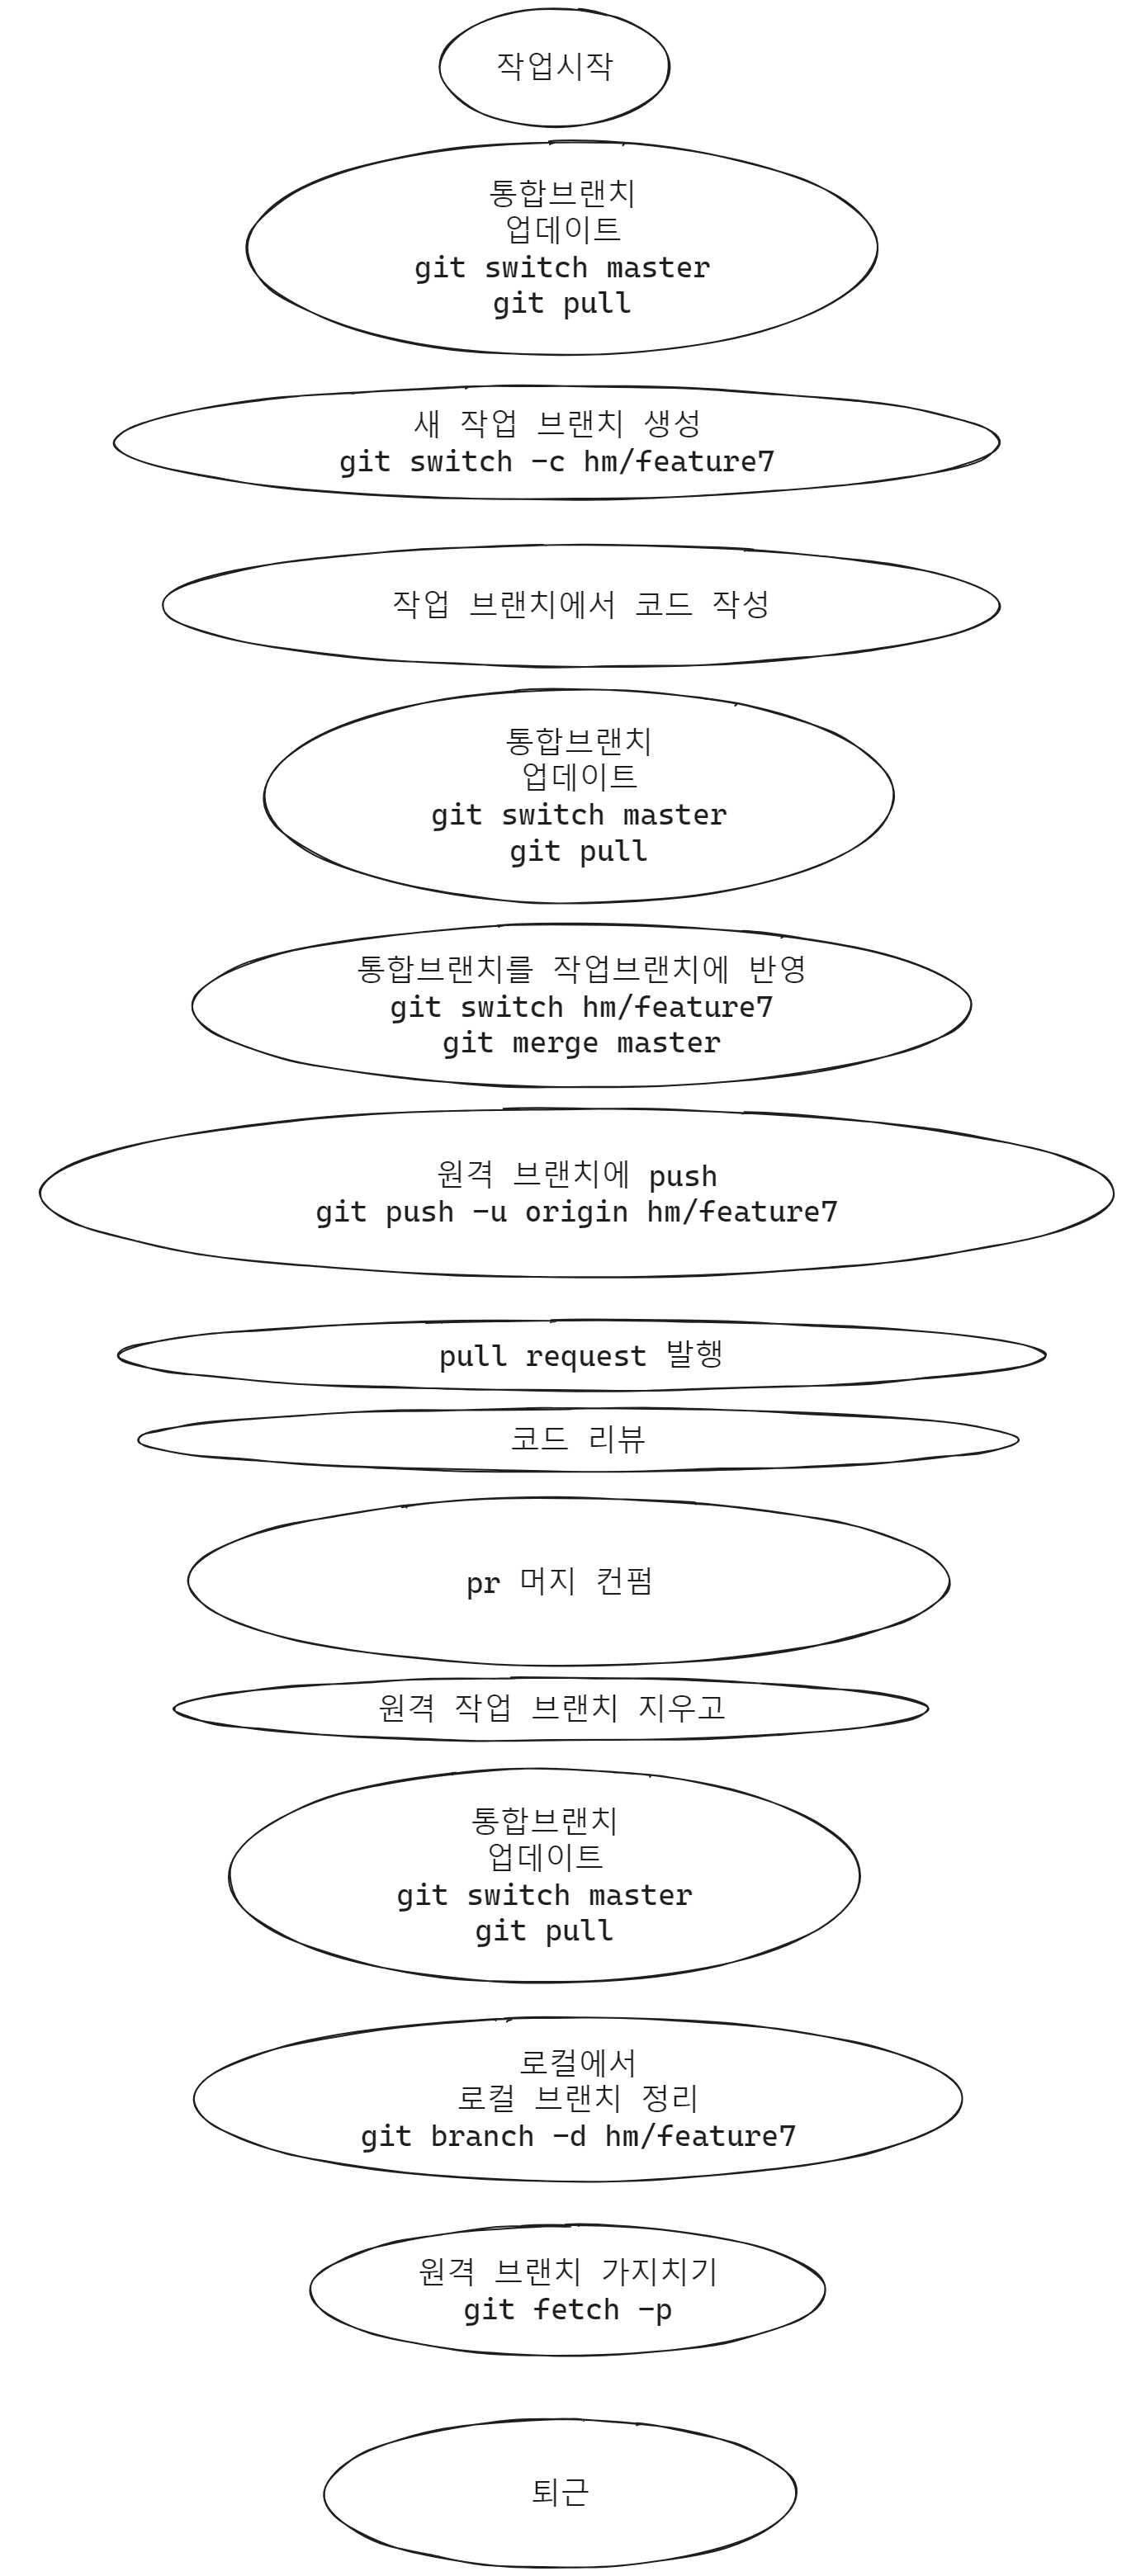 작업시작
통합브랜치
업데이트
git switch master
git pull
새 작업 브랜치 생성
git switch -c hm/feature7
작업 브랜치에서 코드 작성
통합브랜치
업데이트
git switch master
git pull
통합브랜치를 작업브랜치에 반영
git switch hm/feature7
git merge master
원격 브랜치에 push
git push -u origin hm/feature7
pull request 발행
코드 리뷰
pr 머지 컨펌
원격 작업 브랜치 지우고
통합브랜치
업데이트
git switch master
git pull
로컬에서
로컬 브랜치 정리
git branch -d hm/feature7
원격 브랜치 가지치기
git fetch -p
퇴근